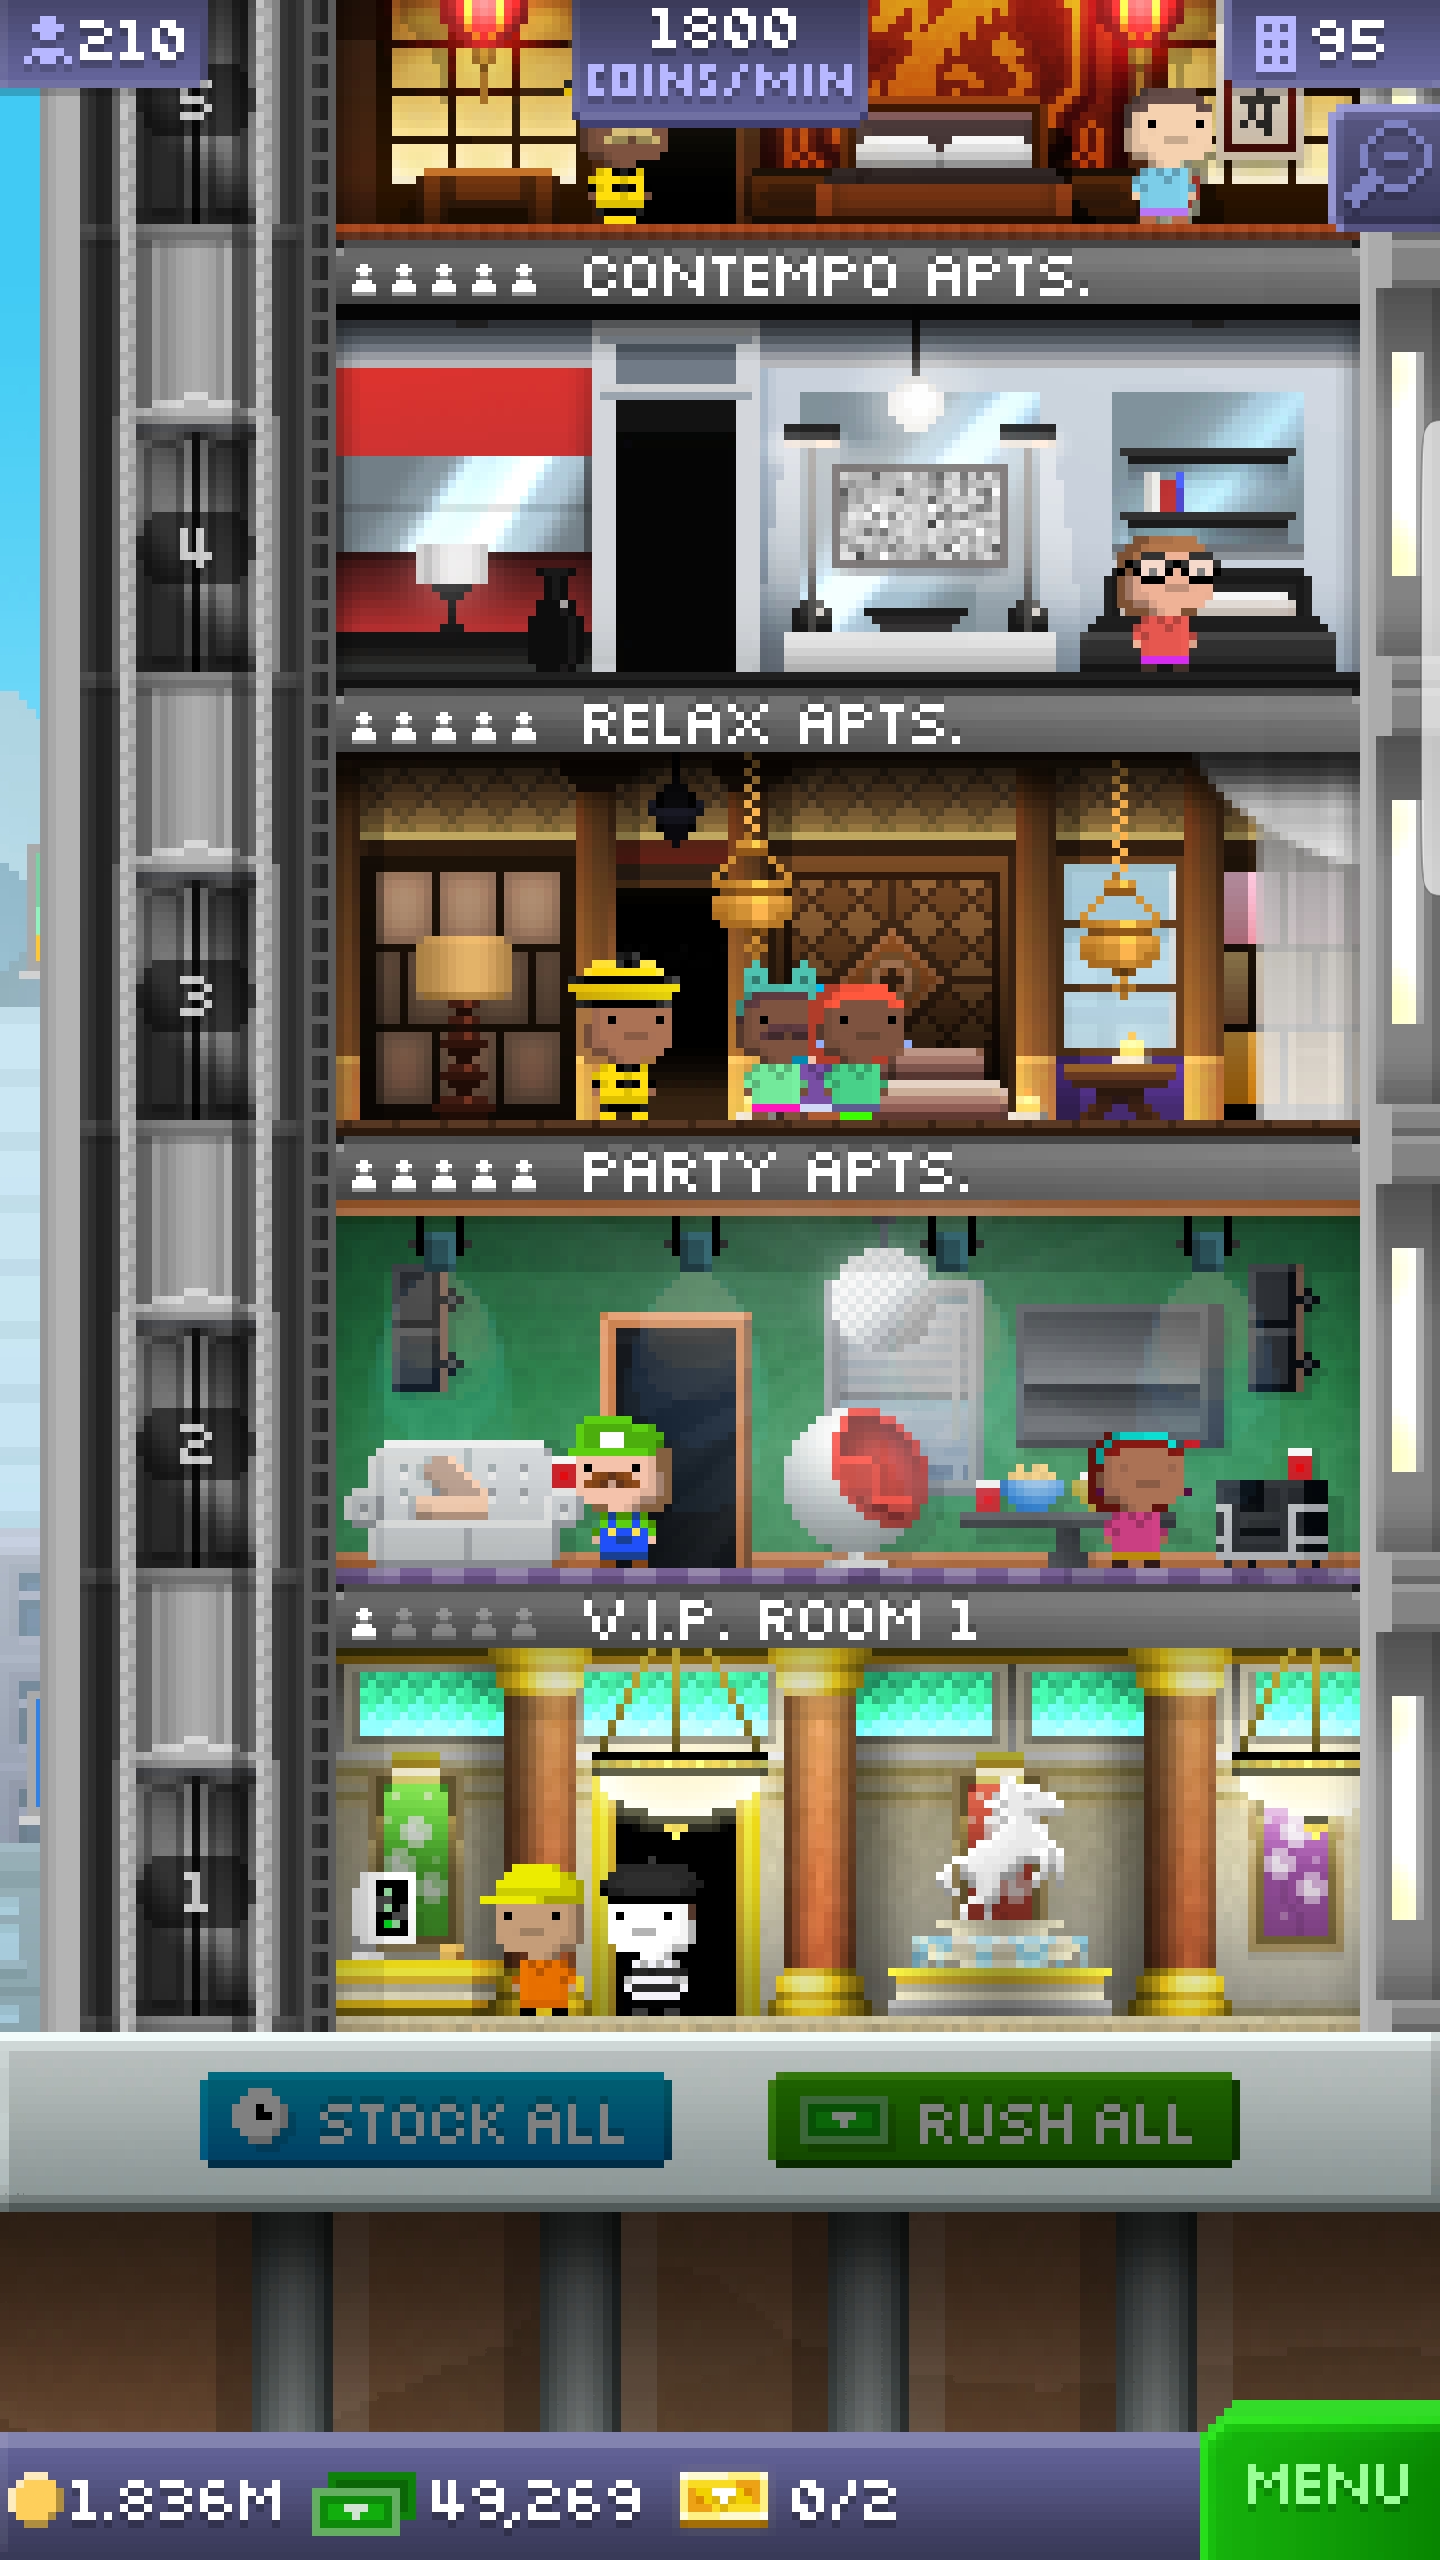 210
1800
COINS/MIN
95
5
CONTEMPO APTS.
4
RELAX APTS.
3
PARTY APTS.
2
V.I.P. ROOM 1
1
STOCK ALL
RUSH ALL
1.836M
49,269
0/2
MENU